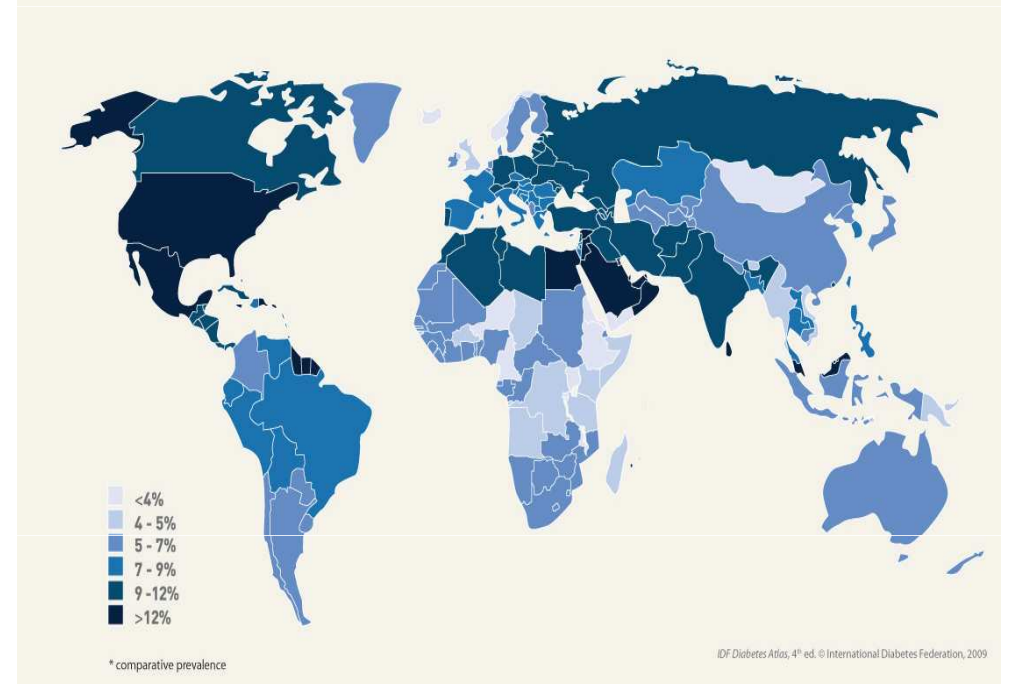 <4%
4 - 5%
5 - 7%
7 - 9%
9 -12%
>12%
* comparative prevalence
IDF Diabetes Atlas, 4th ed. © International Diabetes Federation, 2009